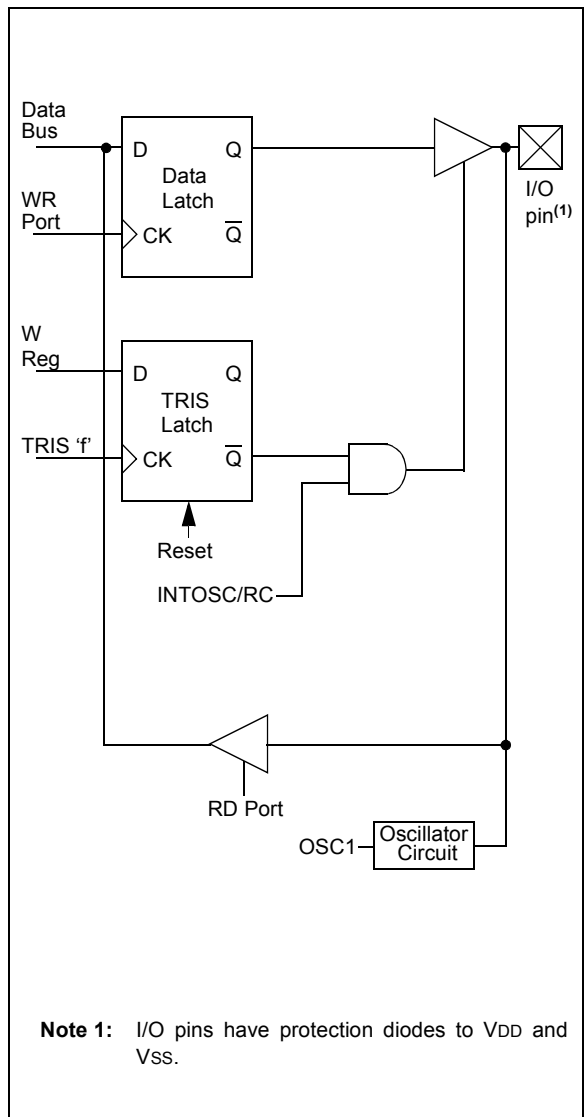 Data
Bus
D Q
Data
Latch
WR
Port
CK Q
I/O
pin(1)
W
Reg
D Q
TRIS
Latch
TRIS ‘f’
CK Q
Reset
INTOSC/RC
RD Port
OSC1
Oscillator
Circuit
Note 1: I/O pins have protection diodes to VDD and
VSS.